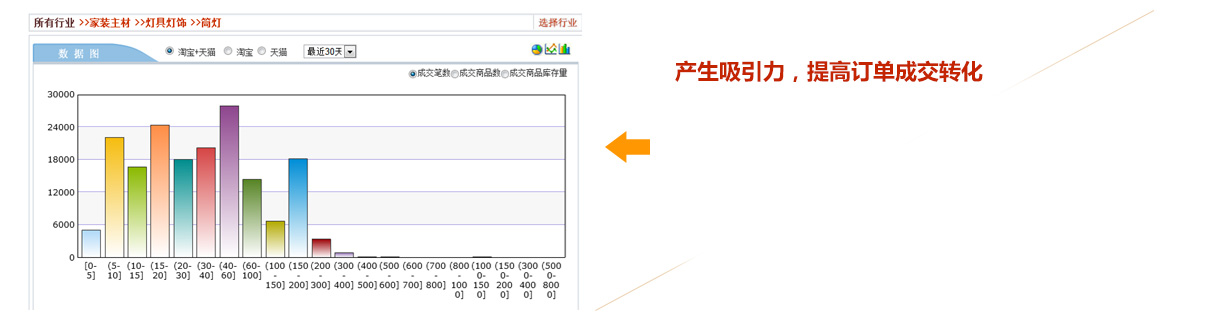 所有行业 >>家装主材 >>灯具灯饰 >>筒灯
选择行业
数 据 图
淘宝+天猫 淘宝 天猫 最近30天
成交笔数 成交商品数 成交商品库存量
产生吸引力，提高订单成交转化
30000
24000
18000
12000
6000
0
[0-5] (5-10] (10-15] (15-20] (20-30] (30-40] (40-60] (60-100] (100-150] (150-200] (200-300] (300-400] (400-500] (500-600] (600-700] (700-800] (800-1000] (1000-1500] (1500-2000] (3000-4000] (5000-8000]